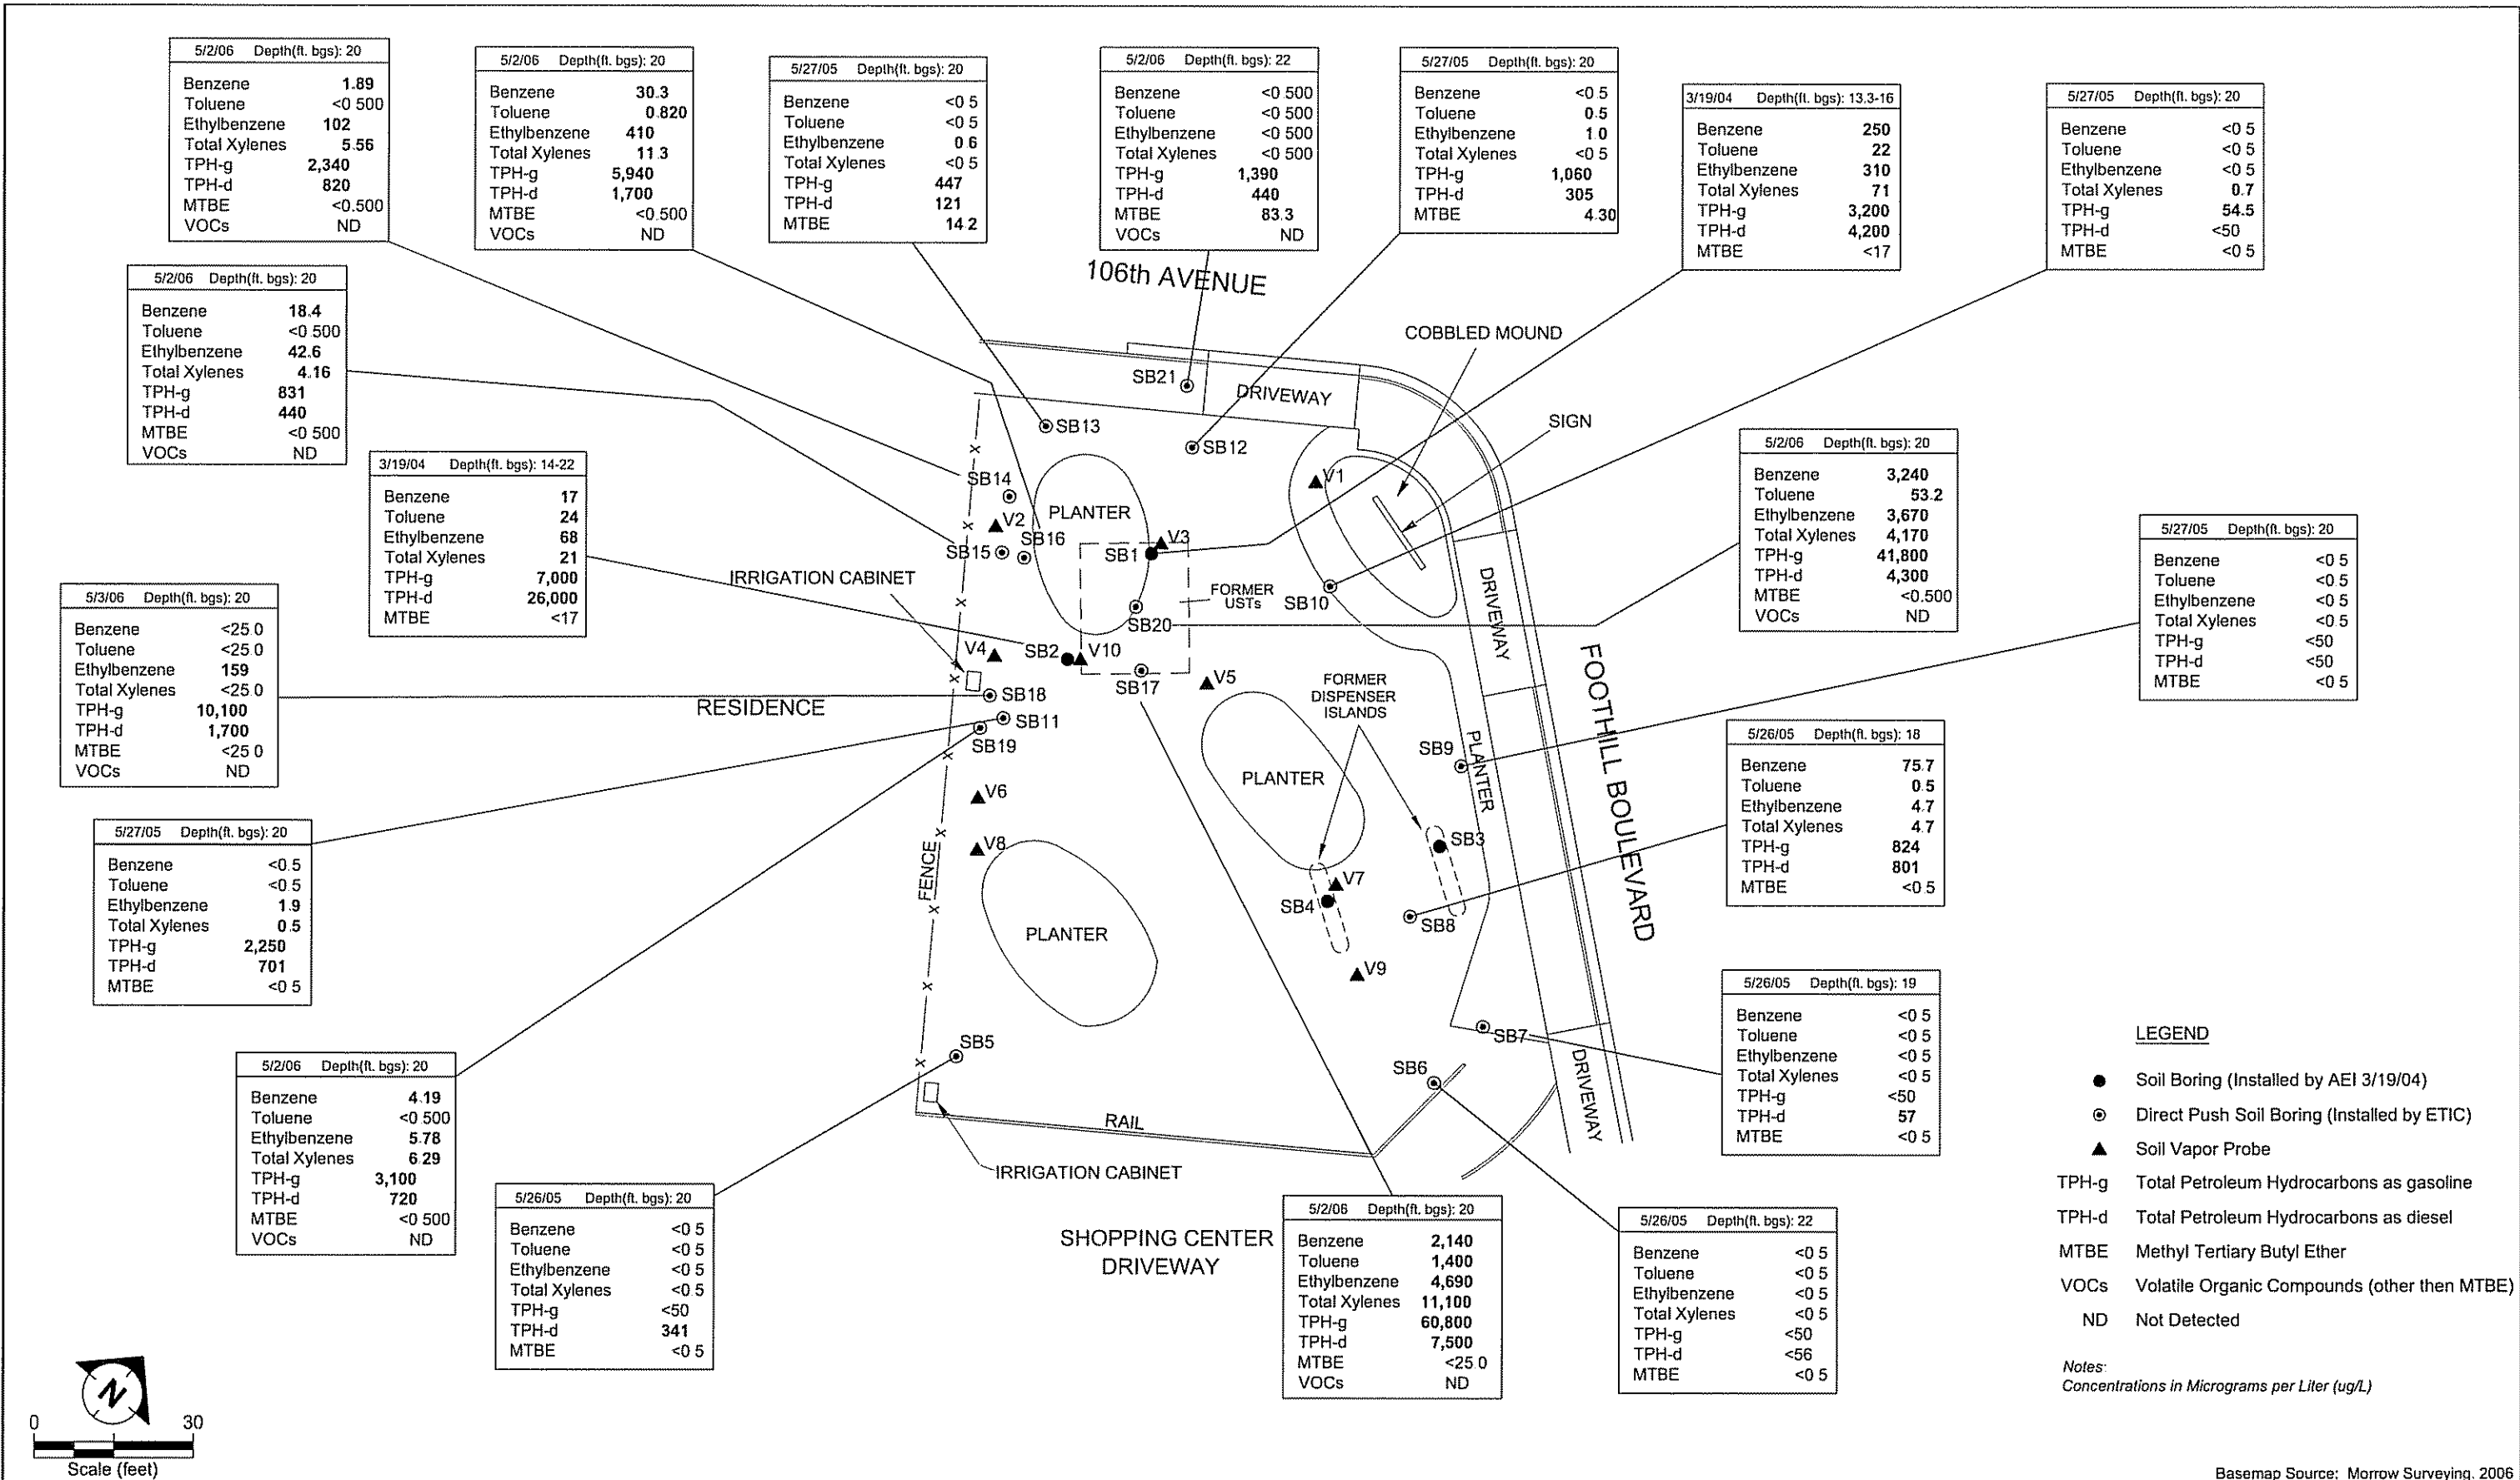 5/2/06 Depth(ft. bgs): 20
Benzene 1.89
Toluene <0 500
Ethylbenzene 102
Total Xylenes 5.56
TPH-g 2,340
TPH-d 820
MTBE <0.500
VOCs ND
5/2/06 Depth(ft. bgs): 20
Benzene 30.3
Toluene 0.820
Ethylbenzene 410
Total Xylenes 11.3
TPH-g 5,940
TPH-d 1,700
MTBE <0.500
VOCs ND
5/27/05 Depth(ft. bgs): 20
Benzene <0 5
Toluene <0 5
Ethylbenzene 0 6
Total Xylenes <0 5
TPH-g 447
TPH-d 121
MTBE 14 2
5/2/06 Depth(ft. bgs): 22
Benzene <0 500
Toluene <0 500
Ethylbenzene <0 500
Total Xylenes <0 500
TPH-g 1,390
TPH-d 440
MTBE 83.3
VOCs ND
5/27/05 Depth(ft. bgs): 20
Benzene <0 5
Toluene 0.5
Ethylbenzene 1 0
Total Xylenes <0 5
TPH-g 1,060
TPH-d 305
MTBE 4.30
3/19/04 Depth(ft. bgs): 13.3-16
Benzene 250
Toluene 22
Ethylbenzene 310
Total Xylenes 71
TPH-g 3,200
TPH-d 4,200
MTBE <17
5/27/05 Depth(ft. bgs): 20
Benzene <0 5
Toluene <0 5
Ethylbenzene <0 5
Total Xylenes 0.7
TPH-g 54.5
TPH-d <50
MTBE <0 5
5/2/06 Depth(ft. bgs): 20
Benzene 18.4
Toluene <0 500
Ethylbenzene 42.6
Total Xylenes 4.16
TPH-g 831
TPH-d 440
MTBE <0 500
VOCs ND
106th AVENUE
COBBLED MOUND
SB21
DRIVEWAY
SIGN
SB13
SB12
3/19/04 Depth(ft. bgs): 14-22
Benzene 17
Toluene 24
Ethylbenzene 68
Total Xylenes 21
TPH-g 7,000
TPH-d 26,000
MTBE <17
SB14
V1
PLANTER
V2
SB16
SB15
SB1
V3
5/2/06 Depth(ft. bgs): 20
Benzene 3,240
Toluene 53.2
Ethylbenzene 3,670
Total Xylenes 4,170
TPH-g 41,800
TPH-d 4,300
MTBE <0.500
VOCs ND
5/27/05 Depth(ft. bgs): 20
Benzene <0 5
Toluene <0.5
Ethylbenzene <0 5
Total Xylenes <0.5
TPH-g <50
TPH-d <50
MTBE <0 5
IRRIGATION CABINET
FORMER
USTs
SB10
DRIVEWAY
SB20
5/3/06 Depth(ft. bgs): 20
Benzene <25 0
Toluene <25 0
Ethylbenzene 159
Total Xylenes <25 0
TPH-g 10,100
TPH-d 1,700
MTBE <25 0
VOCs ND
V4
SB2
V10
SB17
V5
FORMER
DISPENSER
ISLANDS
FOOTHILL BOULEVARD
SB18
RESIDENCE
SB11
SB19
SB9
PLANTER
PLANTER
5/26/05 Depth(ft. bgs): 18
Benzene 75.7
Toluene 0 5
Ethylbenzene 4.7
Total Xylenes 4.7
TPH-g 824
TPH-d 801
MTBE <0 5
V6
V8
FENCE
SB3
V7
SB4
SB8
PLANTER
V9
5/27/05 Depth(ft. bgs): 20
Benzene <0.5
Toluene <0.5
Ethylbenzene 1.9
Total Xylenes 0 5
TPH-g 2,250
TPH-d 701
MTBE <0 5
5/26/05 Depth(ft. bgs): 19
Benzene <0 5
Toluene <0 5
Ethylbenzene <0 5
Total Xylenes <0 5
TPH-g <50
TPH-d 57
MTBE <0 5
SB5
SB7
SB6
DRIVEWAY
RAIL
IRRIGATION CABINET
5/2/06 Depth(ft. bgs): 20
Benzene 4.19
Toluene <0 500
Ethylbenzene 5.78
Total Xylenes 6.29
TPH-g 3,100
TPH-d 720
MTBE <0 500
VOCs ND
5/26/05 Depth(ft. bgs): 20
Benzene <0 5
Toluene <0 5
Ethylbenzene <0 5
Total Xylenes <0 5
TPH-g <50
TPH-d 341
MTBE <0 5
SHOPPING CENTER
DRIVEWAY
5/2/06 Depth(ft. bgs): 20
Benzene 2,140
Toluene 1,400
Ethylbenzene 4,690
Total Xylenes 11,100
TPH-g 60,800
TPH-d 7,500
MTBE <25 0
VOCs ND
5/26/05 Depth(ft. bgs): 22
Benzene <0 5
Toluene <0 5
Ethylbenzene <0 5
Total Xylenes <0 5
TPH-g <50
TPH-d <56
MTBE <0 5
LEGEND
Soil Boring (Installed by AEI 3/19/04)
Direct Push Soil Boring (Installed by ETIC)
Soil Vapor Probe
TPH-g Total Petroleum Hydrocarbons as gasoline
TPH-d Total Petroleum Hydrocarbons as diesel
MTBE Methyl Tertiary Butyl Ether
VOCs Volatile Organic Compounds (other then MTBE)
ND Not Detected
Notes:
Concentrations in Micrograms per Liter (ug/L)
N
0 30
Scale (feet)
Basemap Source: Morrow Surveying, 2006